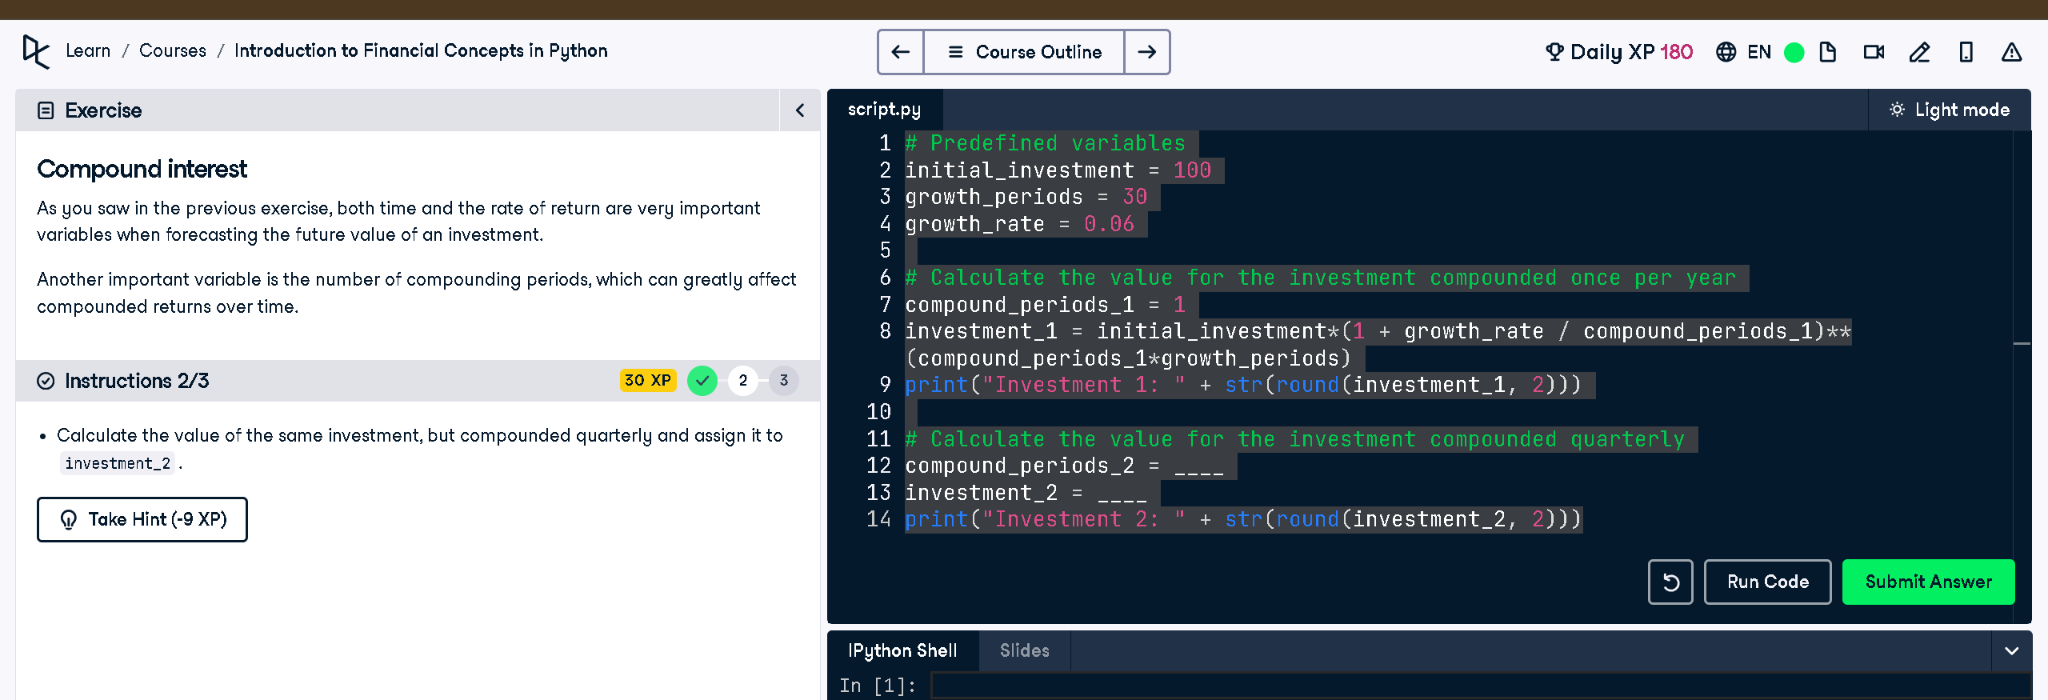 Learn / Courses / Introduction to Financial Concepts in Python
Course Outline
Daily XP 180
EN
Exercise
Compound interest
As you saw in the previous exercise, both time and the rate of return are very important
variables when forecasting the future value of an investment.
Another important variable is the number of compounding periods, which can greatly affect
compounded returns over time.
Instructions 2/3
30 XP
2
3
• Calculate the value of the same investment, but compounded quarterly and assign it to
investment_2 .
Take Hint (-9 XP)
script.py
Light mode
1 # Predefined variables
2 initial_investment = 100
3 growth_periods = 30
4 growth_rate = 0.06
5
6 # Calculate the value for the investment compounded once per year
7 compound_periods_1 = 1
8 investment_1 = initial_investment*(1 + growth_rate / compound_periods_1)**
(compound_periods_1*growth_periods)
9 print("Investment 1: " + str(round(investment_1, 2)))
10
11 # Calculate the value for the investment compounded quarterly
12 compound_periods_2 = ____
13 investment_2 = ____
14 print("Investment 2: " + str(round(investment_2, 2)))
Run Code
Submit Answer
IPython Shell
Slides
In [1]: